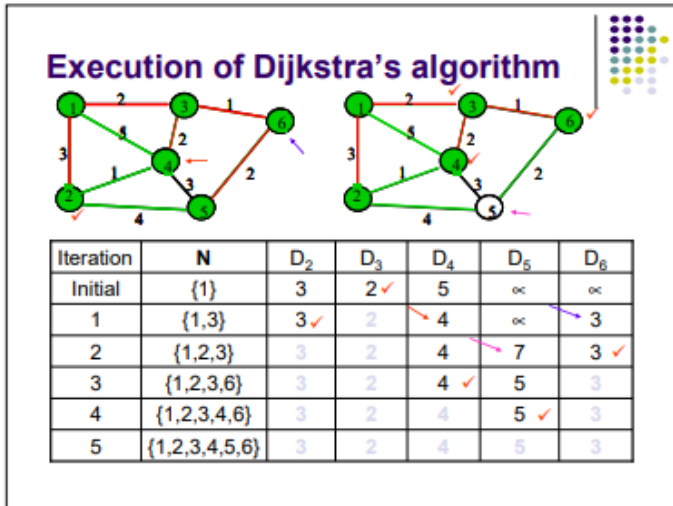 Execution of Dijkstra's algorithm
1 2 3 1 6
5 2
3 4
1 3 2
2 4 5
1 2 3 1 6
5 2
3 4
1 3 2
2 4 5
Iteration N D₂ D₃ D₄ D₅ D₆
Initial {1} 3 2✓ 5 ∝ ∝
1 {1,3} 3✓ 2 4 ∝ 3
2 {1,2,3} 3 2 4 7 3✓
3 {1,2,3,6} 3 2 4✓ 5 3
4 {1,2,3,4,6} 3 2 4 5✓ 3
5 {1,2,3,4,5,6} 3 2 4 5 3